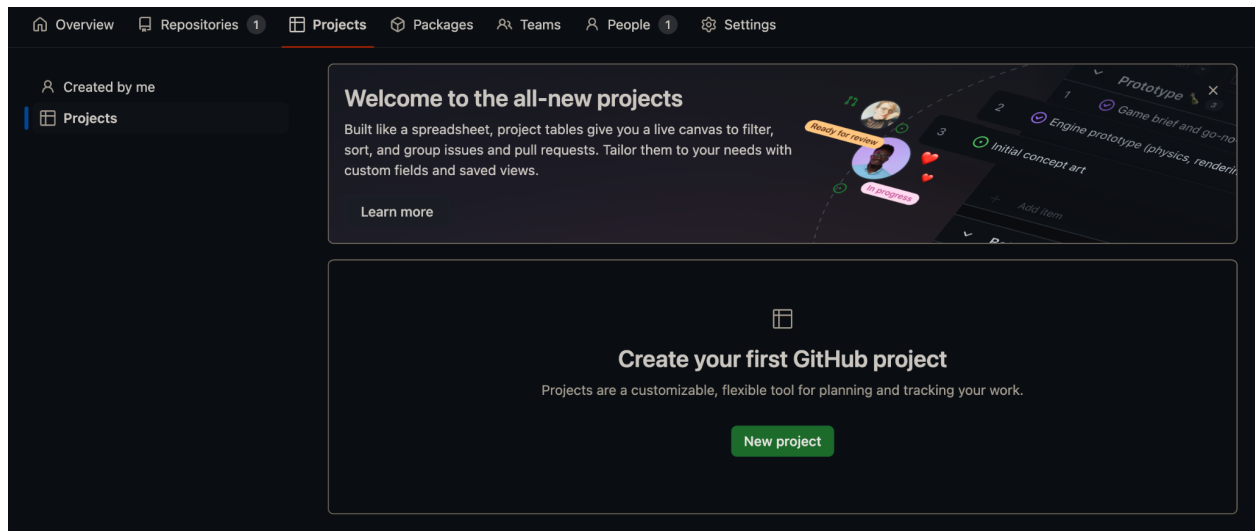 Overview
Repositories 1
Projects
Packages
Teams
People 1
Settings
Created by me
Projects
Welcome to the all-new projects
Built like a spreadsheet, project tables give you a live canvas to filter,
sort, and group issues and pull requests. Tailor them to your needs with
custom fields and saved views.
Learn more
Ready for review
In progress
Prototype 3
1 Game brief and go-no
2 Engine prototype (physics, renderin
3 Initial concept art
+ Add item
Create your first GitHub project
Projects are a customizable, flexible tool for planning and tracking your work.
New project